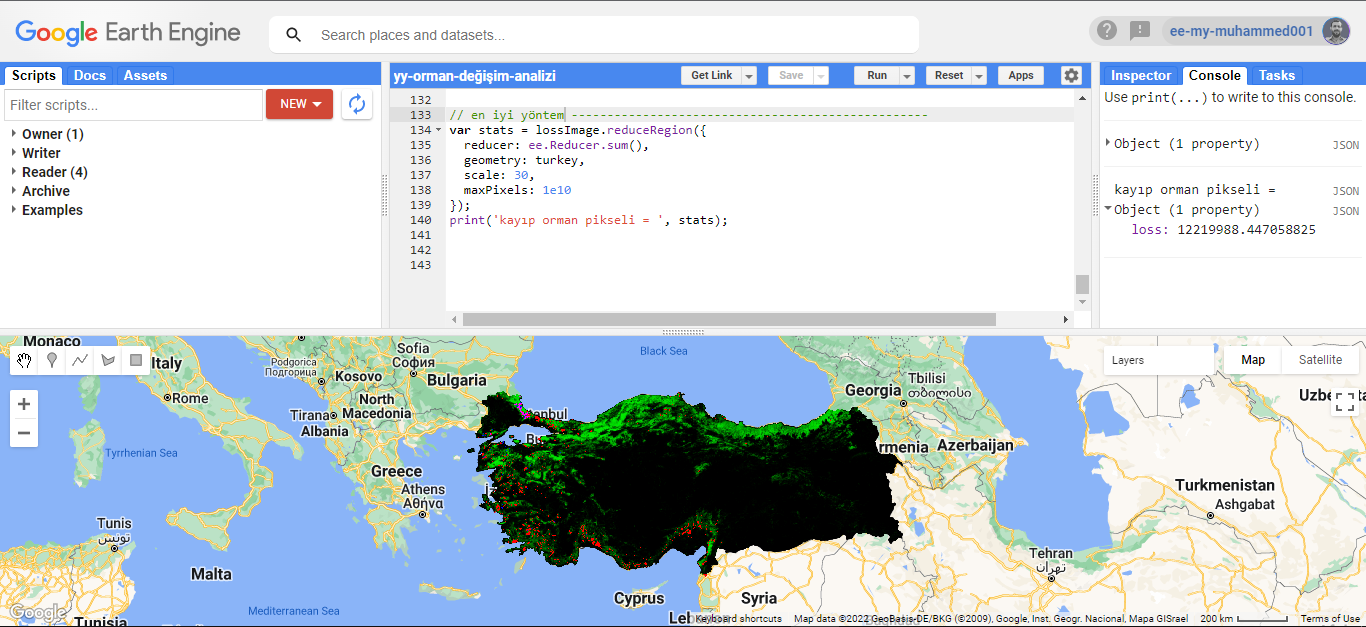 Google Earth Engine
Search places and datasets...
ee-my-muhammed001
Scripts Docs Assets
Filter scripts...
NEW
Owner (1)
Writer
Reader (4)
Archive
Examples
yy-orman-değişim-analizi
Get Link Save Run Reset Apps
132
133 // en iyi yöntem --------------------------------------------------
134 var stats = lossImage.reduceRegion({
135 reducer: ee.Reducer.sum(),
136 geometry: turkey,
137 scale: 30,
138 maxPixels: 1e10
139 });
140 print('kayıp orman pikseli = ', stats);
141
142
143
Inspector Console Tasks
Use print(...) to write to this console.
Object (1 property) JSON
kayıp orman pikseli = JSON
Object (1 property) JSON
loss: 12219988.447058825
Layers
Map Satellite
Monaco
Italy
Rome
Podgorica
Подгорица
Kosovo
Sofia
София
Bulgaria
North
Macedonia
Tirana
Albania
Black Sea
Georgia
Tbilisi
თბილისი
rmenia
Azerbaijan
Uzbe
tanbul
Tyrrhenian Sea
Greece
Athens
Αθήνα
Turkmenistan
Ashgabat
Tunis
تونس
Malta
Tehran
تهران
Cyprus
Syria
Mediterranean Sea
Google
Tunisia
Leb
Keyboard shortcuts Map data ©2022 GeoBasis-DE/BKG (©2009), Google, Inst. Geogr. Nacional, Mapa GISrael 200 km Terms of Use